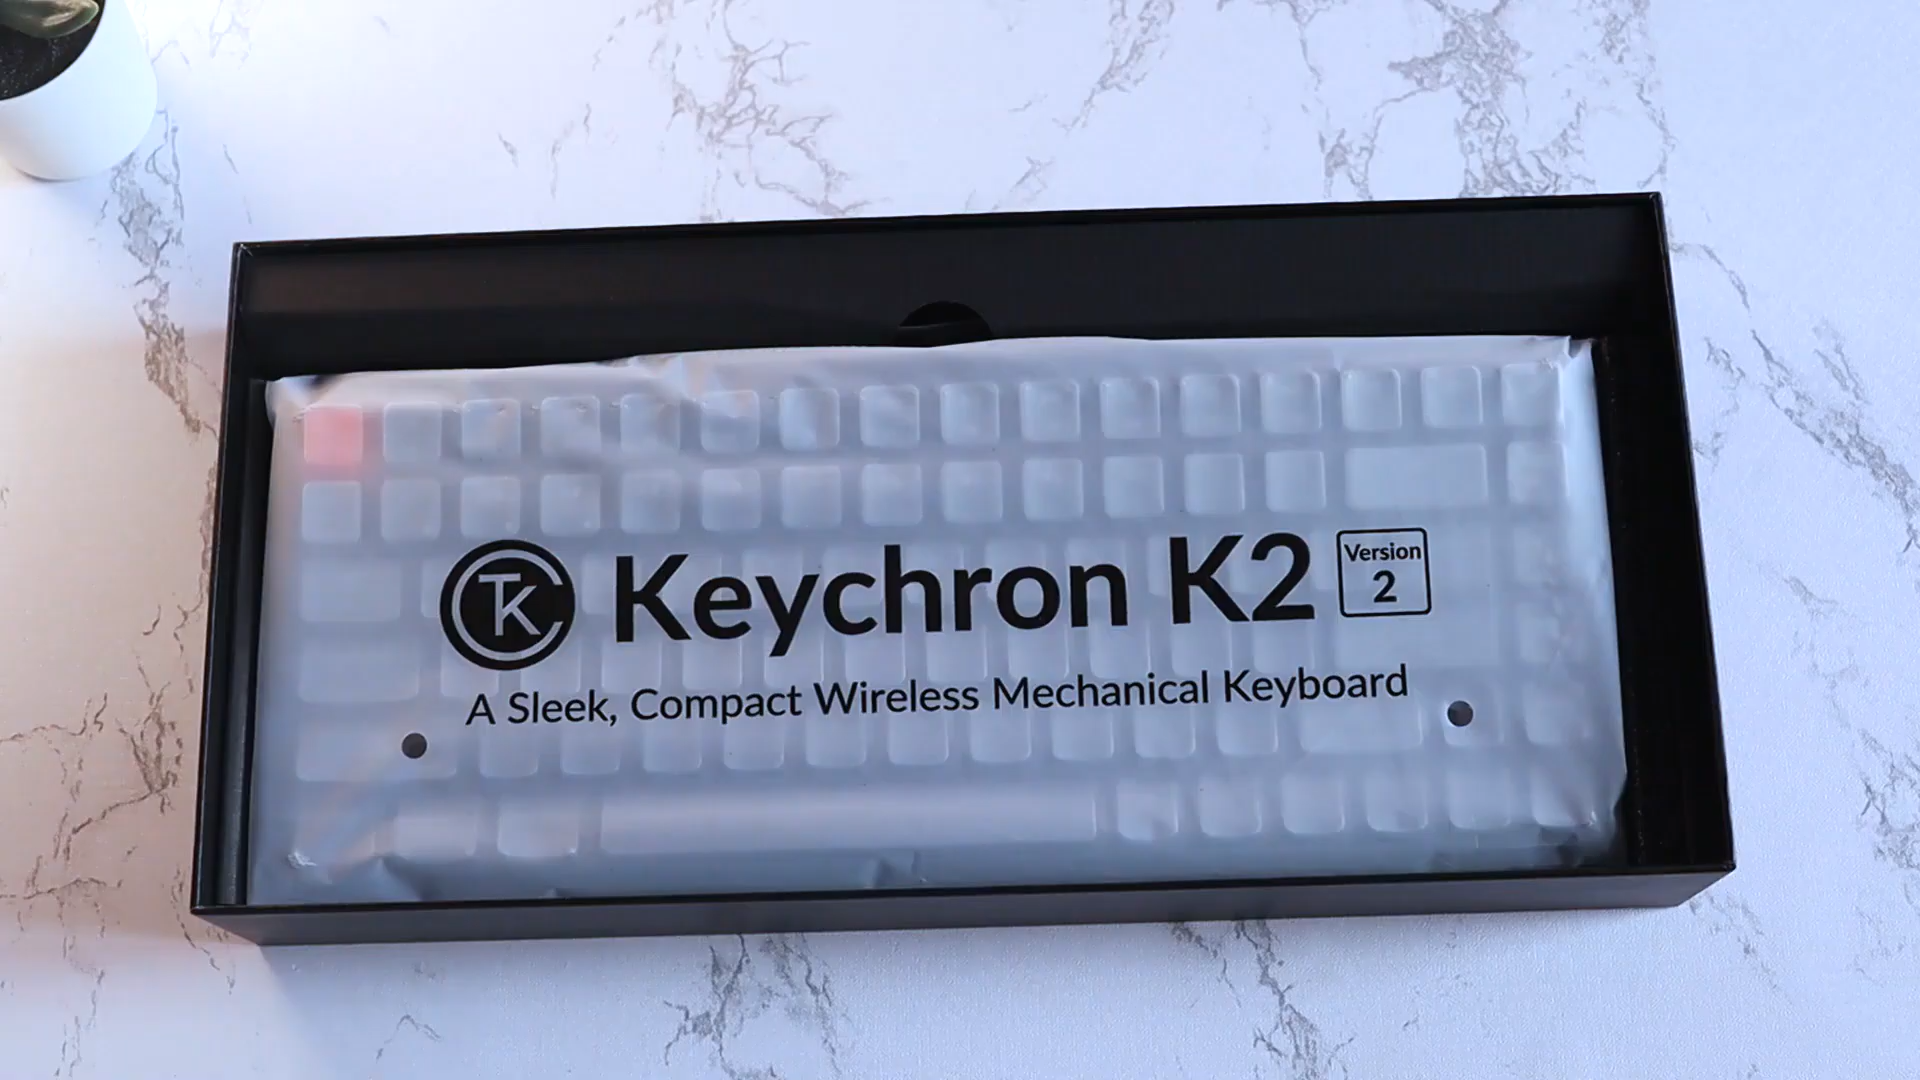 Keychron K2 Version 2
A Sleek, Compact Wireless Mechanical Keyboard